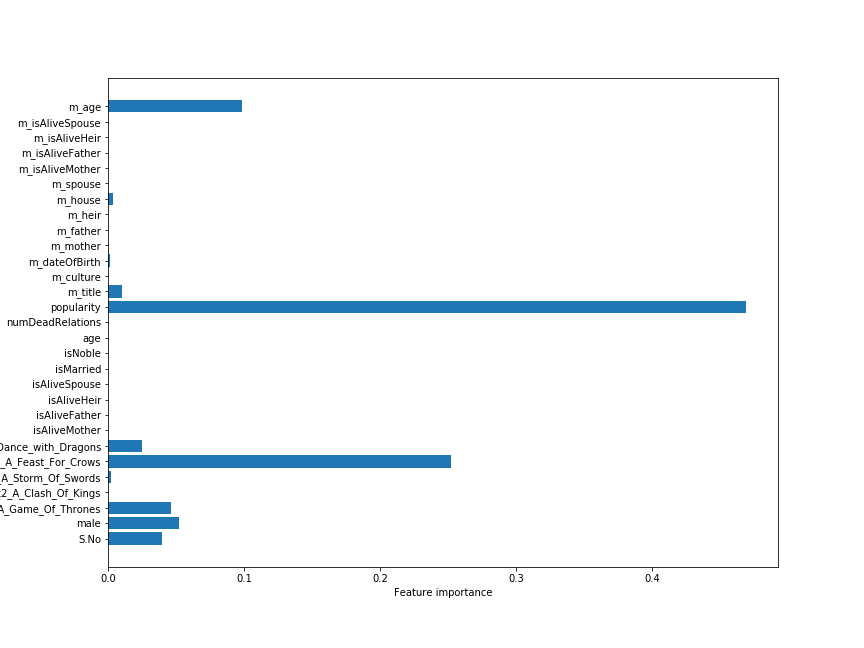 m_age
m_isAliveSpouse
m_isAliveHeir
m_isAliveFather
m_isAliveMother
m_spouse
m_house
m_heir
m_father
m_mother
m_dateOfBirth
m_culture
m_title
popularity
numDeadRelations
age
isNoble
isMarried
isAliveSpouse
isAliveHeir
isAliveFather
isAliveMother
Dance_with_Dragons
_A_Feast_For_Crows
_A_Storm_Of_Swords
2_A_Clash_Of_Kings
A_Game_Of_Thrones
male
S.No
0.0 0.1 0.2 0.3 0.4
Feature importance